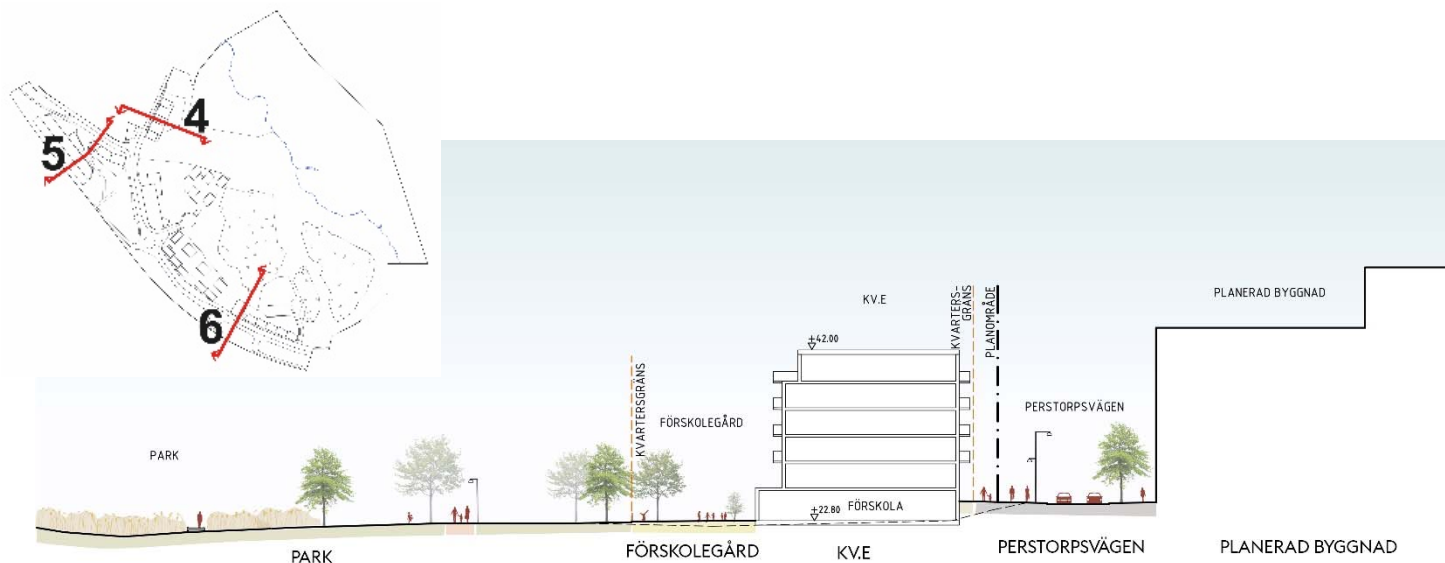 4
5
6
KV.E
KVARTERS-
GRÄNS
PLANOMRÅDE
PLANERAD BYGGNAD
+42.00
KVARTERSGRÄNS
FÖRSKOLEGÅRD
PERSTORPSVÄGEN
PARK
+22.80
FÖRSKOLA
PARK
FÖRSKOLEGÅRD
KV.E
PERSTORPSVÄGEN
PLANERAD BYGGNAD